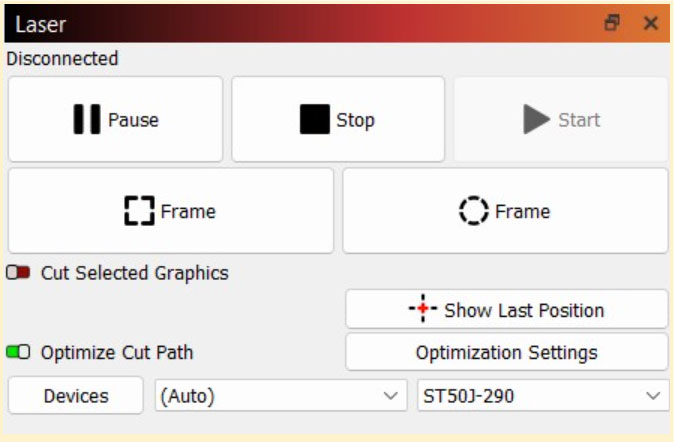 Laser
Disconnected
Pause Stop Start
Frame Frame
Cut Selected Graphics
Show Last Position
Optimize Cut Path Optimization Settings
Devices (Auto) ST50J-290